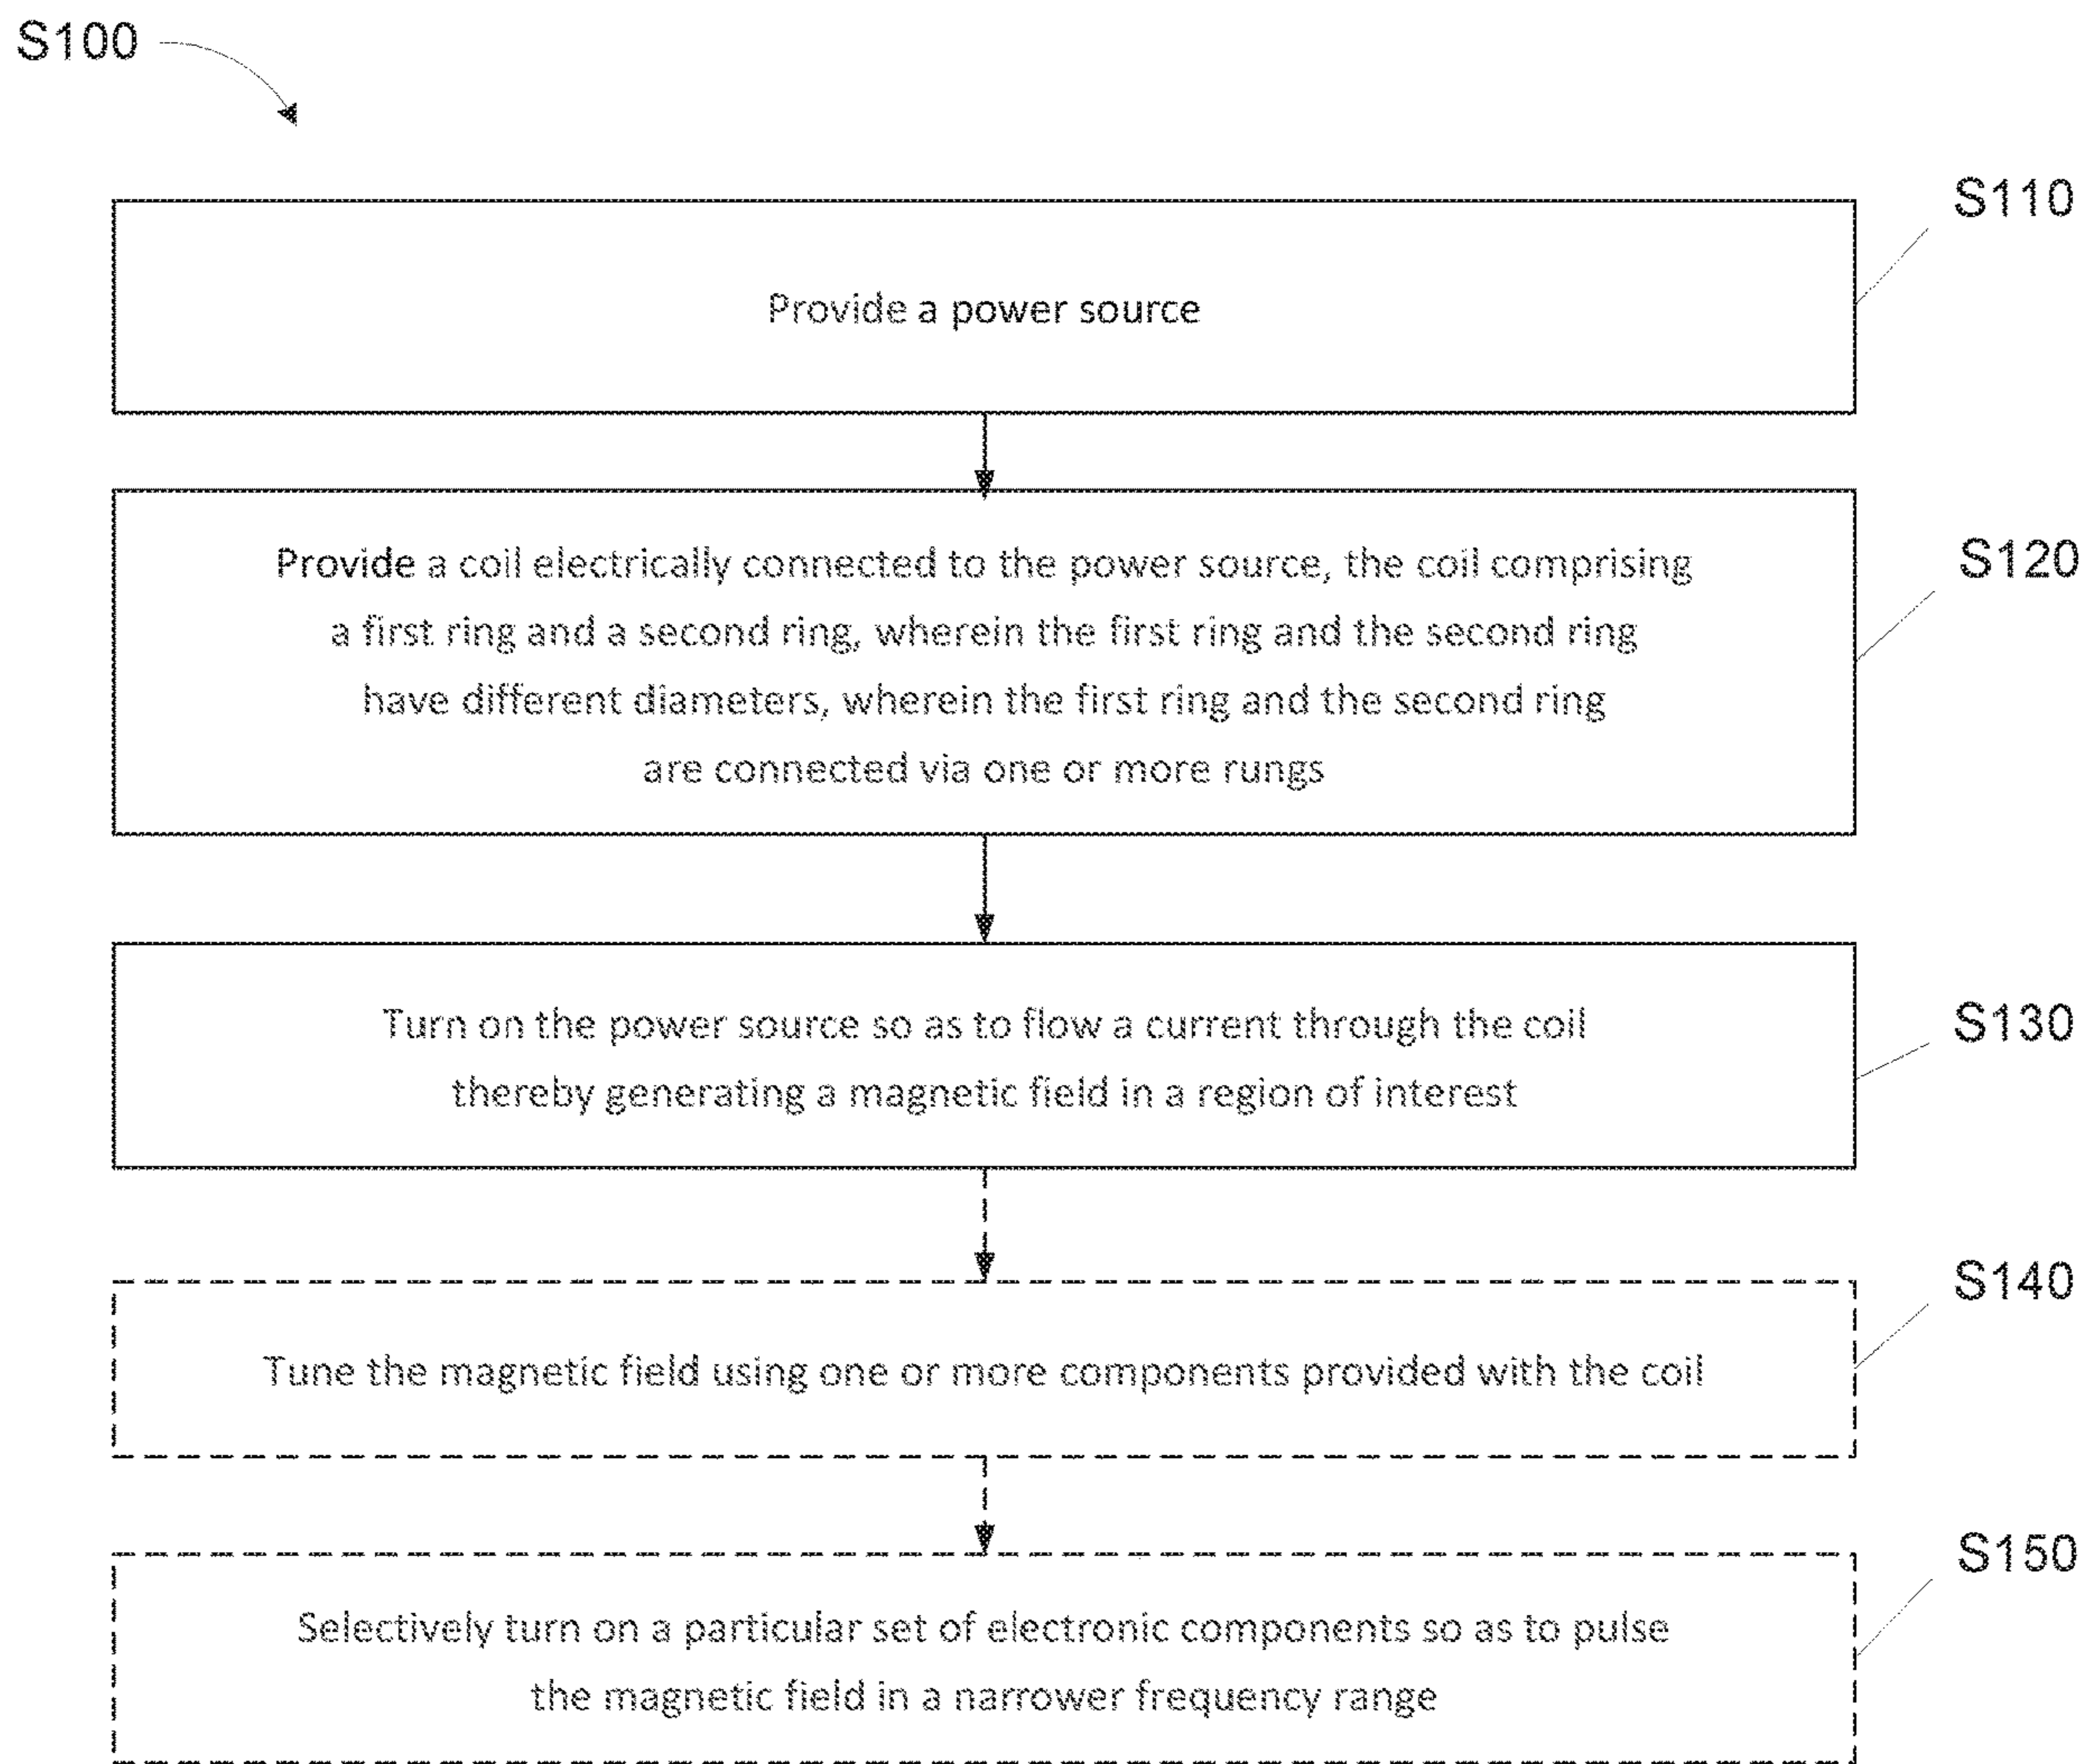 S100
S110
Provide a power source
S120
Provide a coil electrically connected to the power source, the coil comprising
a first ring and a second ring, wherein the first ring and the second ring
have different diameters, wherein the first ring and the second ring
are connected via one or more rungs
S130
Turn on the power source so as to flow a current through the coil
thereby generating a magnetic field in a region of interest
S140
Tune the magnetic field using one or more components provided with the coil
S150
Selectively turn on a particular set of electronic components so as to pulse
the magnetic field in a narrower frequency range